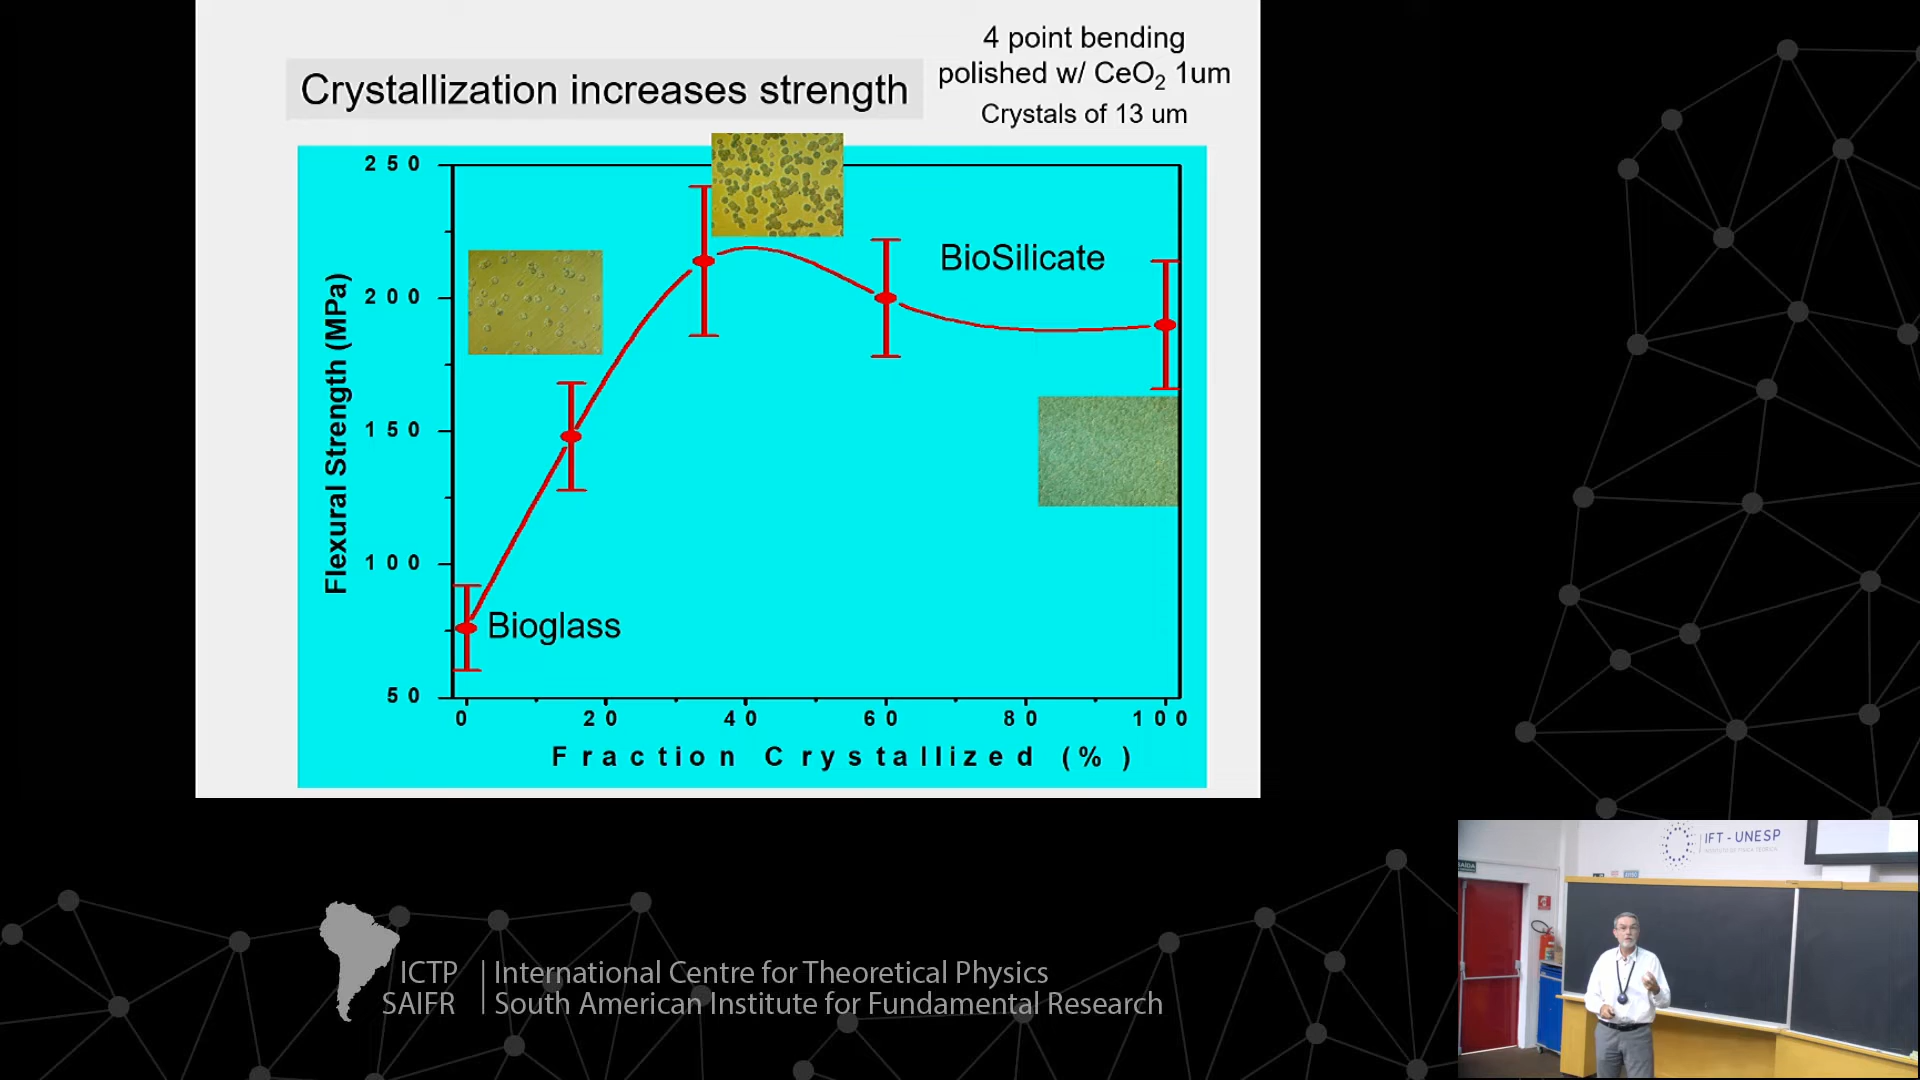 4 point bending
polished w/ CeO2 1um
Crystals of 13 um
Crystallization increases strength
250
200
150
100
50
Flexural Strength (MPa)
BioSilicate
Bioglass
0 20 40 60 80 100
Fraction Crystallized (%)
IFT - UNESP
ICTP
SAIFR
International Centre for Theoretical Physics
South American Institute for Fundamental Research